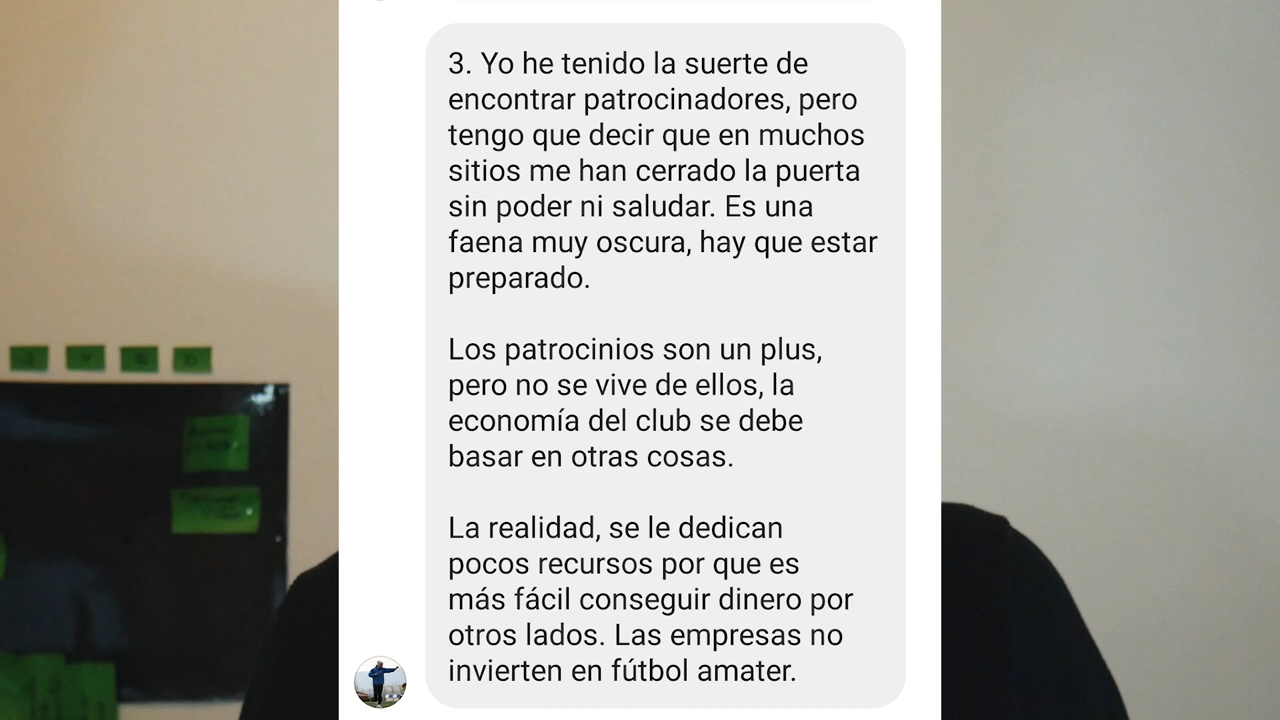 3. Yo he tenido la suerte de
encontrar patrocinadores, pero
tengo que decir que en muchos
sitios me han cerrado la puerta
sin poder ni saludar. Es una
faena muy oscura, hay que estar
preparado.
Los patrocinios son un plus,
pero no se vive de ellos, la
economía del club se debe
basar en otras cosas.
La realidad, se le dedican
pocos recursos por que es
más fácil conseguir dinero por
otros lados. Las empresas no
invierten en fútbol amater.